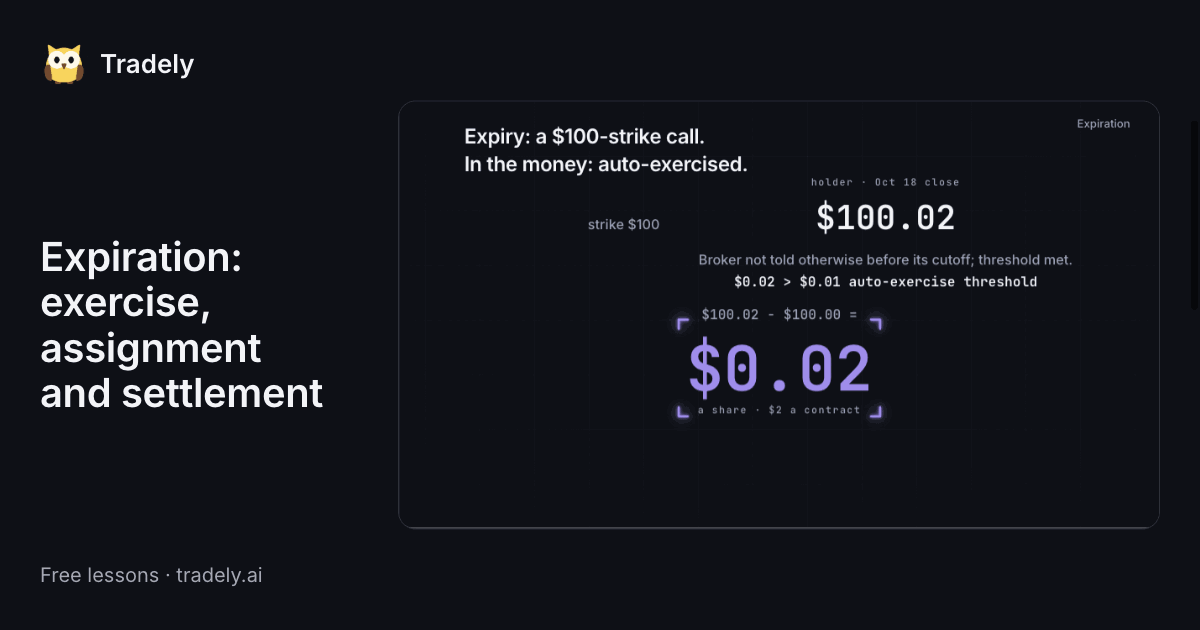 Tradely
Expiration:
exercise,
assignment
and settlement
Free lessons · tradely.ai
Expiration
Expiry: a $100-strike call.
In the money: auto-exercised.
holder · Oct 18 close
strike $100
$100.02
Broker not told otherwise before its cutoff; threshold met.
$0.02 > $0.01 auto-exercise threshold
$100.02 - $100.00 =
$0.02
a share · $2 a contract